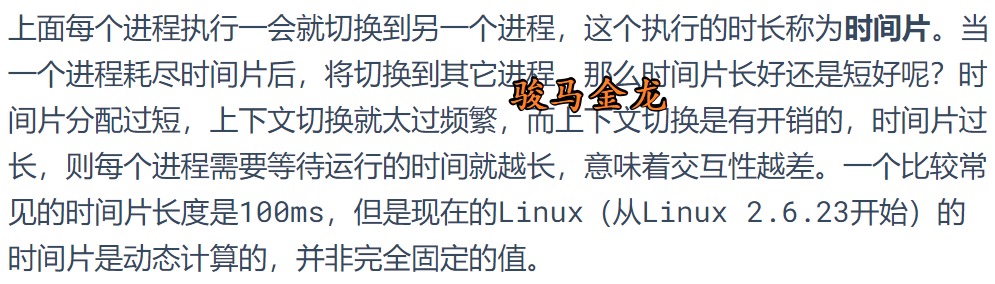 上面每个进程执行一会就切换到另一个进程，这个执行的时长称为时间片。当
一个进程耗尽时间片后，将切换到其它进程，那么时间片长好还是短好呢？时
骏马金龙
间片分配过短，上下文切换就太过频繁，而上下文切换是有开销的，时间片过
长，则每个进程需要等待运行的时间就越长，意味着交互性越差。一个比较常
见的时间片长度是100ms，但是现在的Linux（从Linux 2.6.23开始）的
时间片是动态计算的，并非完全固定的值。